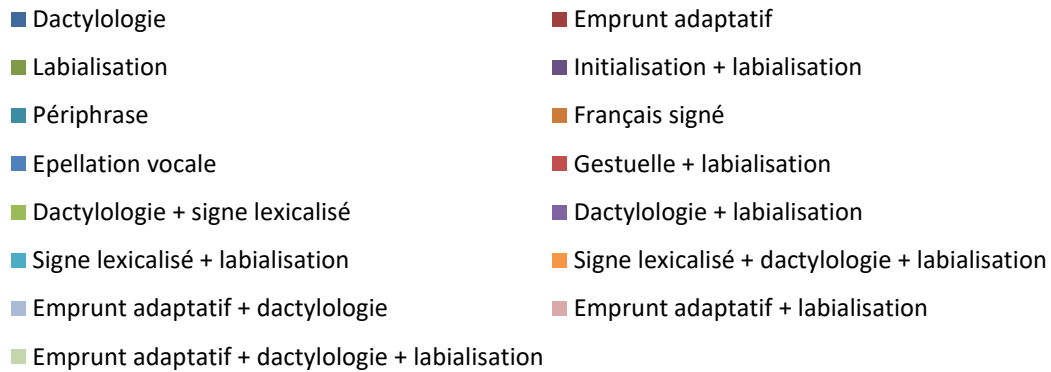 Dactylologie
Emprunt adaptatif
Labialisation
Initialisation + labialisation
Périphrase
Français signé
Epellation vocale
Gestuelle + labialisation
Dactylologie + signe lexicalisé
Dactylologie + labialisation
Signe lexicalisé + labialisation
Signe lexicalisé + dactylologie + labialisation
Emprunt adaptatif + dactylologie
Emprunt adaptatif + labialisation
Emprunt adaptatif + dactylologie + labialisation